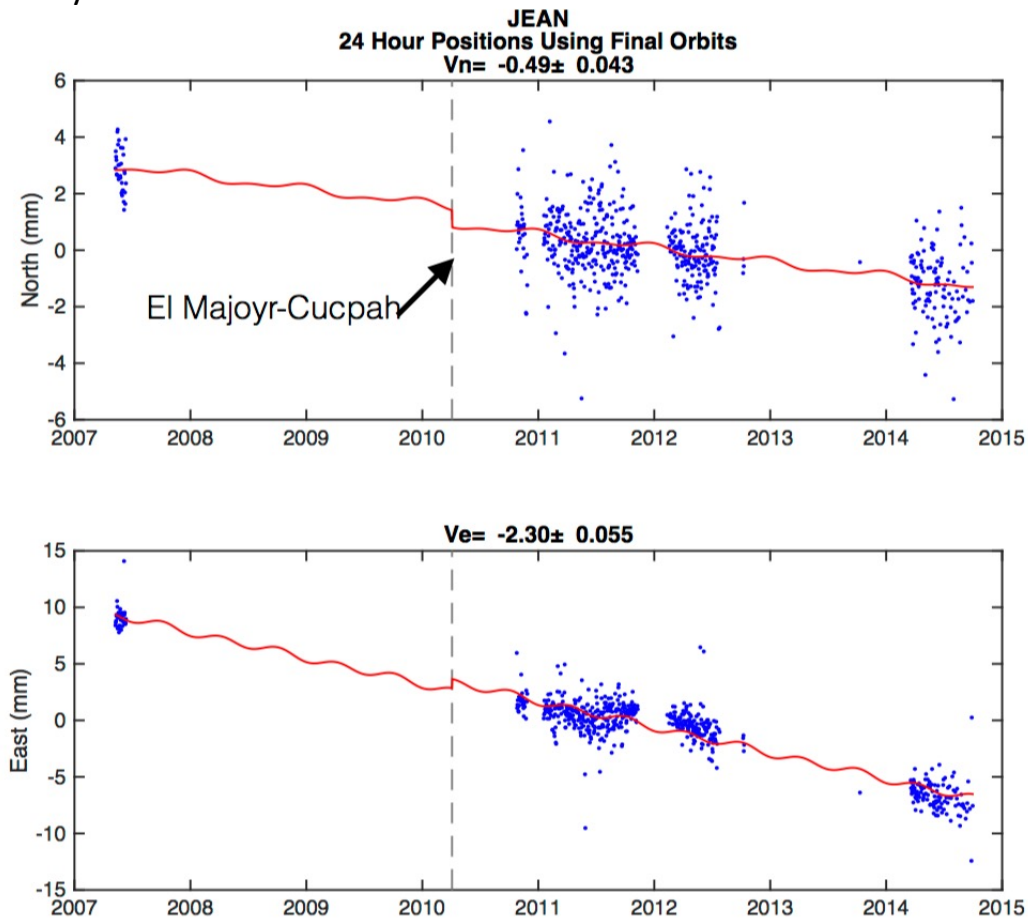 JEAN
24 Hour Positions Using Final Orbits
Vn= -0.49± 0.043
6
4
2
0
-2
-4
-6
North (mm)
El Majoyr-Cucpah
2007 2008 2009 2010 2011 2012 2013 2014 2015
Ve= -2.30± 0.055
15
10
5
0
-5
-10
-15
East (mm)
2007 2008 2009 2010 2011 2012 2013 2014 2015